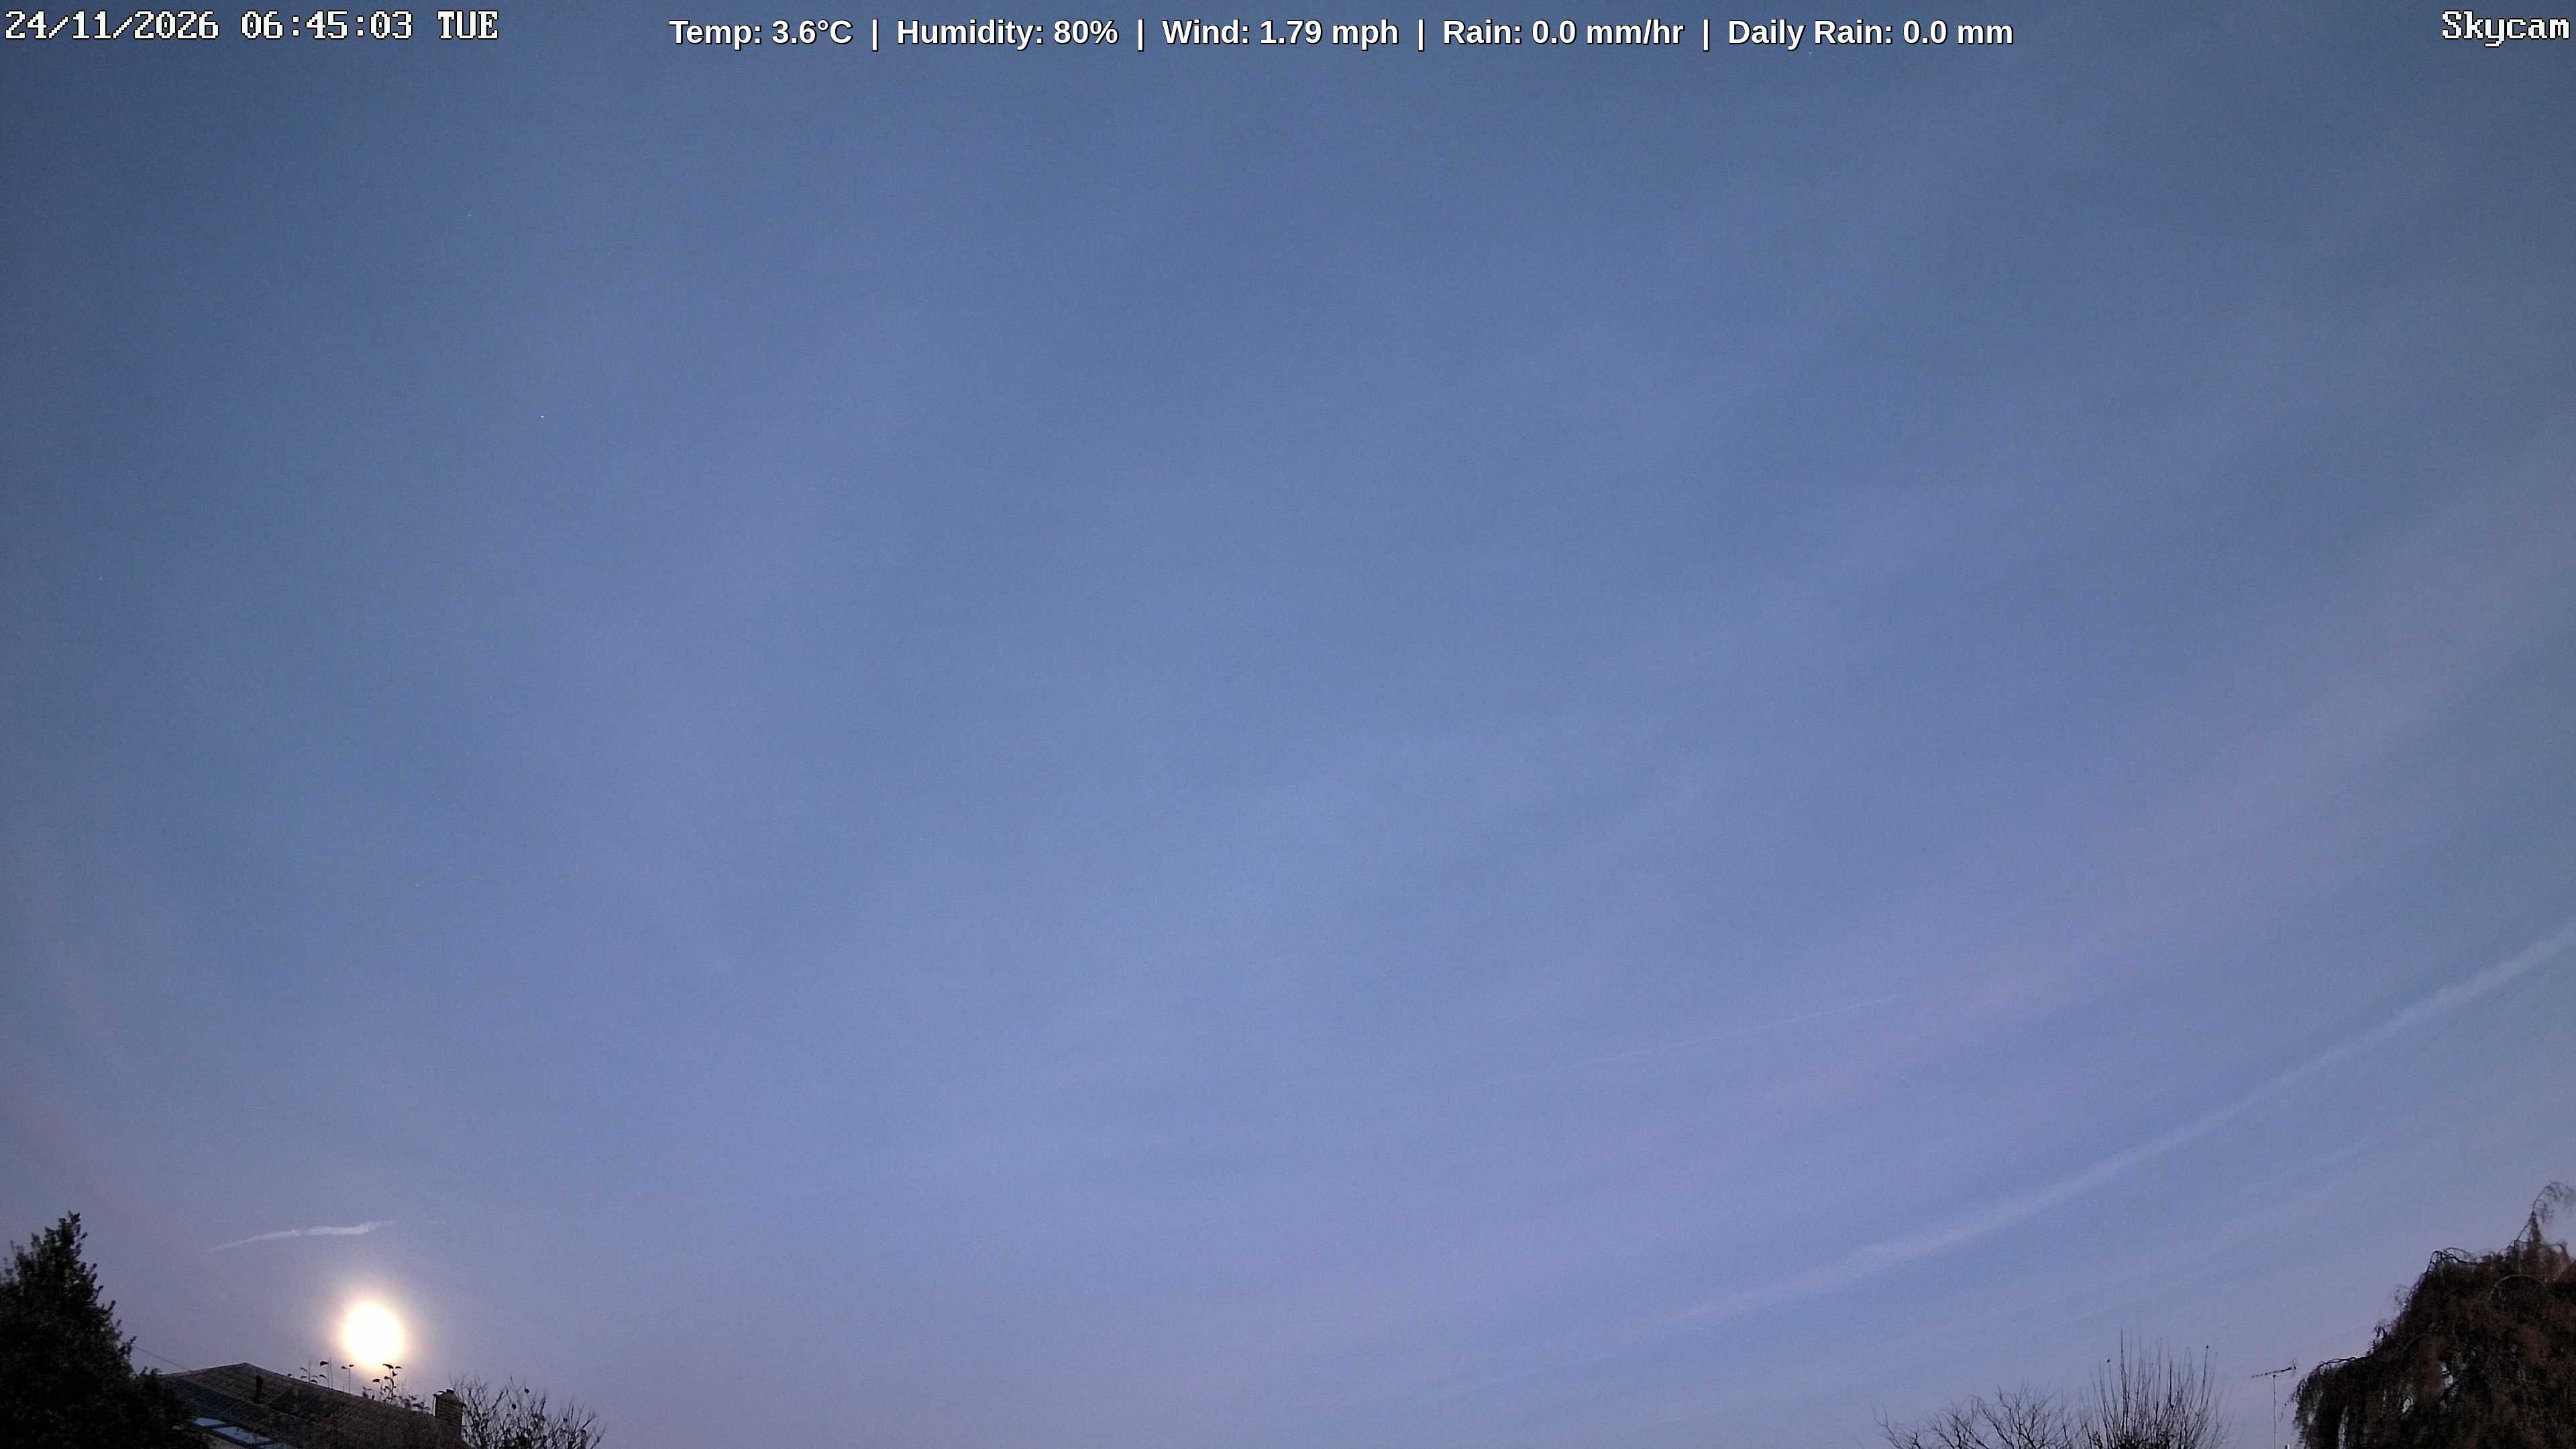 24/11/2026 06:45:03 TUE
Temp: 3.6°C | Humidity: 80% | Wind: 1.79 mph | Rain: 0.0 mm/hr | Daily Rain: 0.0 mm
Skycam